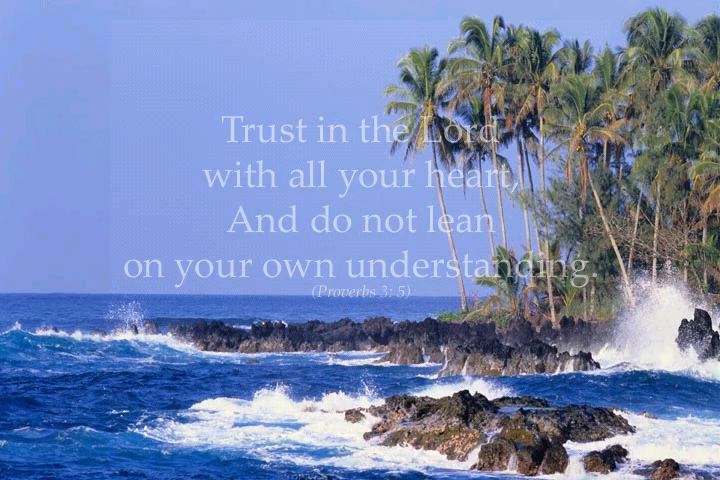 Trust in the Lord
with all your heart,
And do not lean
on your own understanding.
(Proverbs 3: 5)